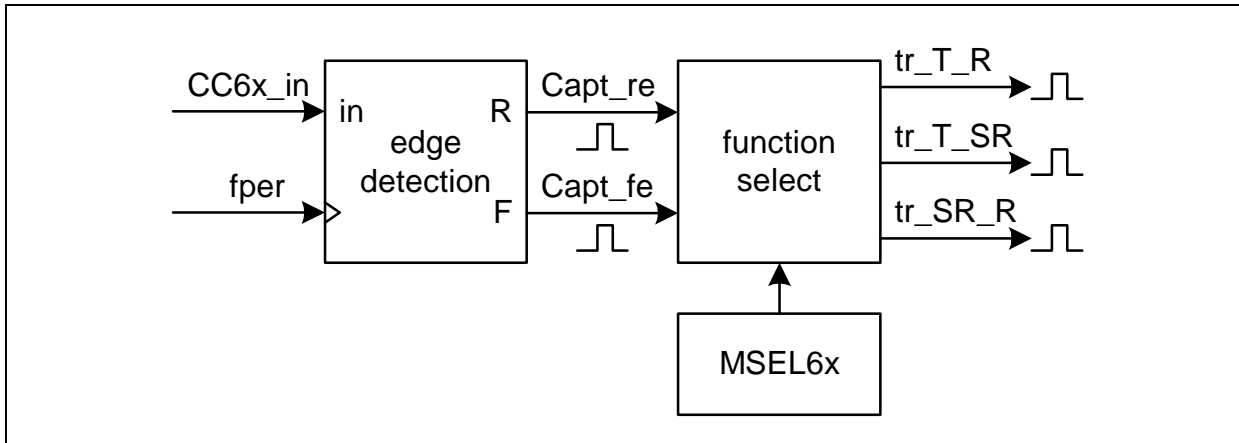 CC6x_in
fper
in
R
edge
detection
F
Capt_re
Capt_fe
function
select
tr_T_R
tr_T_SR
tr_SR_R
MSEL6x